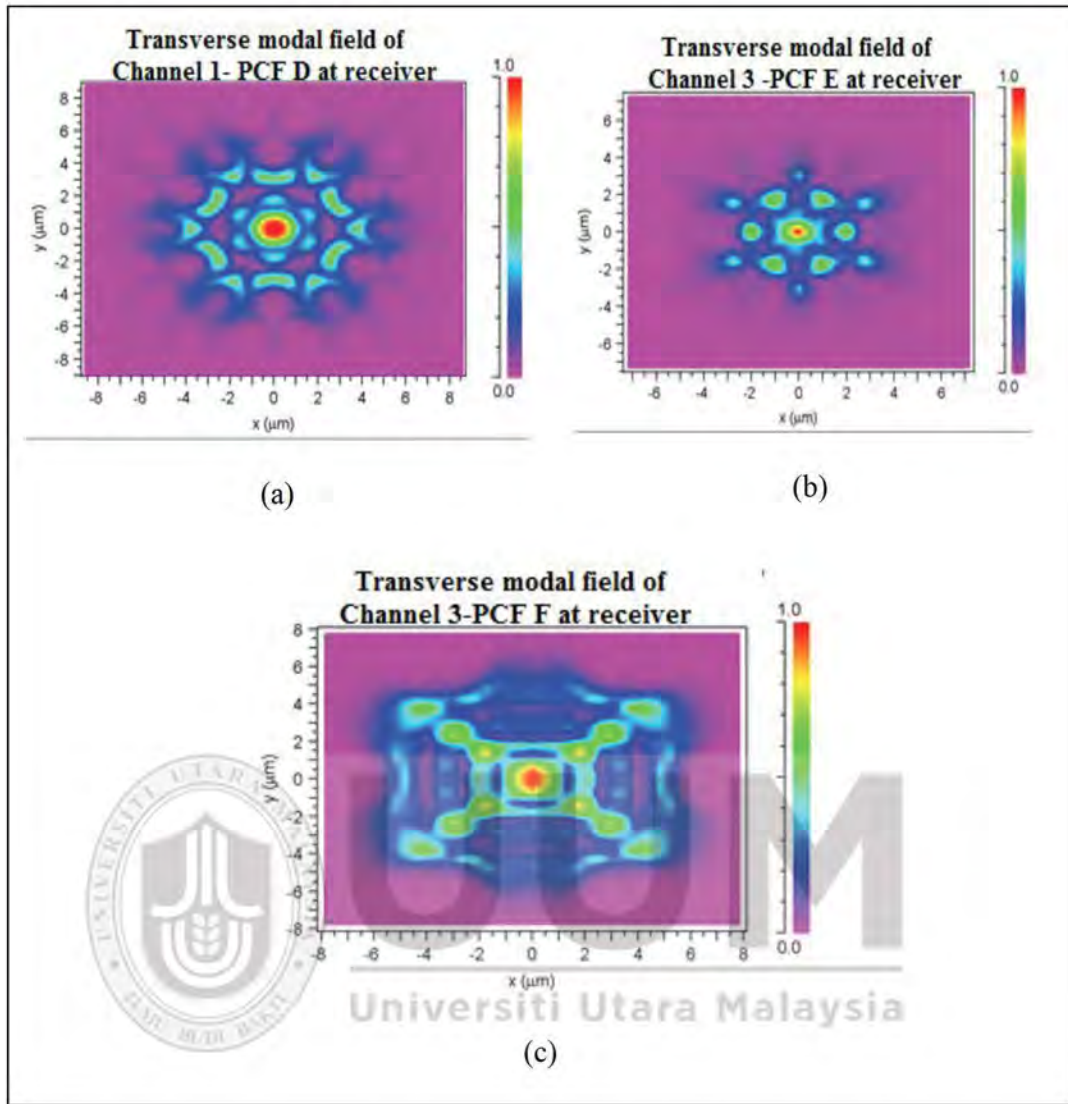 Transverse modal field of
Channel 1- PCF D at receiver
1.0
8
6
4
2
0
-2
-4
-6
-8
y (µm)
-8 -6 -4 -2 0 2 4 6 8
x (µm)
0.0
(a)
Transverse modal field of
Channel 3 -PCF E at receiver
1.0
6
4
2
0
-2
-4
-6
y (µm)
-6 -4 -2 0 2 4 6
x (µm)
0.0
(b)
Transverse modal field of
Channel 3-PCF F at receiver
1.0
8
6
4
2
0
-2
-4
-6
-8
y (µm)
-8 -6 -4 -2 0 2 4 6 8
x (µm)
0.0
UUM
Universiti Utara Malaysia
(c)